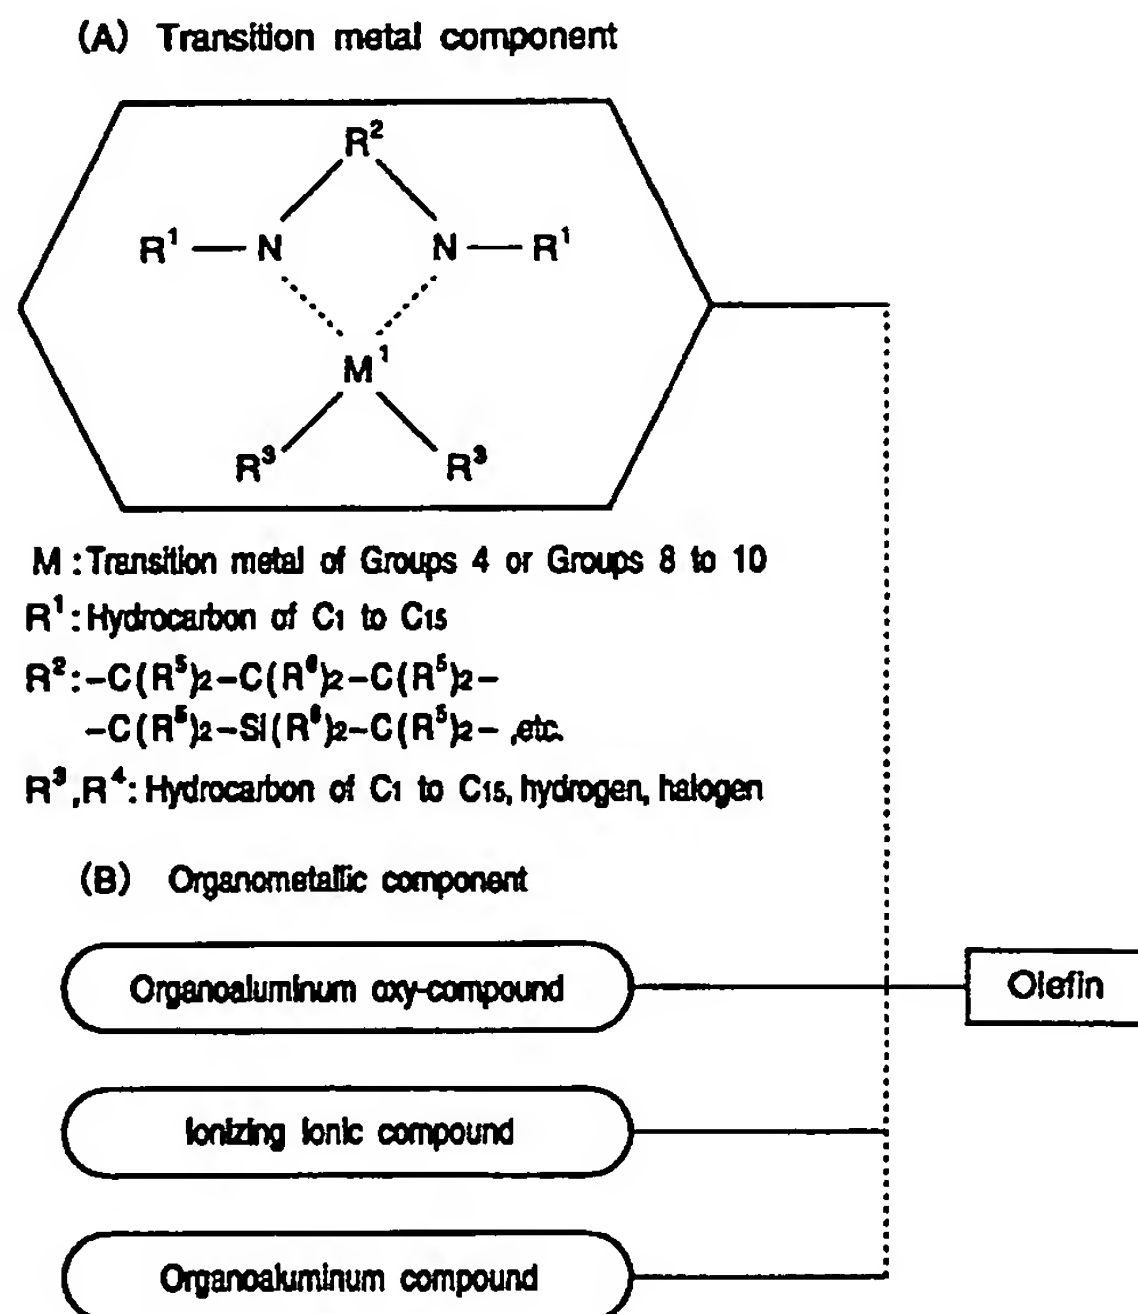 (A) Transition metal component
R²
R¹ — N N — R¹
M¹
R³ R³
M : Transition metal of Groups 4 or Groups 8 to 10
R¹ : Hydrocarbon of C₁ to C₁₅
R² : –C(R⁵)₂–C(R⁶)₂–C(R⁵)₂–
–C(R⁵)₂–Si(R⁶)₂–C(R⁵)₂– ,etc.
R³ ,R⁴ : Hydrocarbon of C₁ to C₁₅, hydrogen, halogen
(B) Organometallic component
Organoaluminum oxy-compound
Olefin
Ionizing ionic compound
Organoaluminum compound